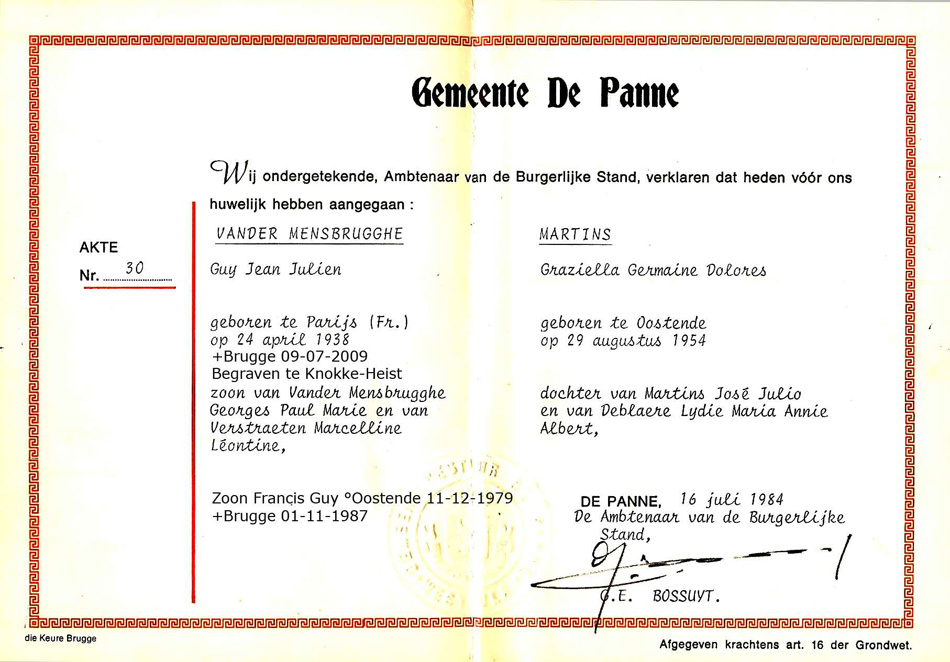 Gemeente De Panne
Wij ondergetekende, Ambtenaar van de Burgerlijke Stand, verklaren dat heden vóór ons
huwelijk hebben aangegaan :
AKTE
Nr. 30
VANDER MENSBRUGGHE
Guy Jean Julien
geboren te Parijs (Fr.)
op 24 april 1938
+Brugge 09-07-2009
Begraven te Knokke-Heist
zoon van Vander Mensbrugghe
Georges Paul Marie en van
Verstraeten Marcelline
Léontine,
Zoon Francis Guy °Oostende 11-12-1979
+Brugge 01-11-1987
MARTINS
Graziella Germaine Dolores
geboren te Oostende
op 29 augustus 1954
dochter van Martins José Julio
en van Deblaere Lydie Maria Annie
Albert,
DE PANNE, 16 juli 1984
De Ambtenaar van de Burgerlijke
Stand,
G.E. BOSSUYT.
die Keure Brugge
Afgegeven krachtens art. 16 der Grondwet.